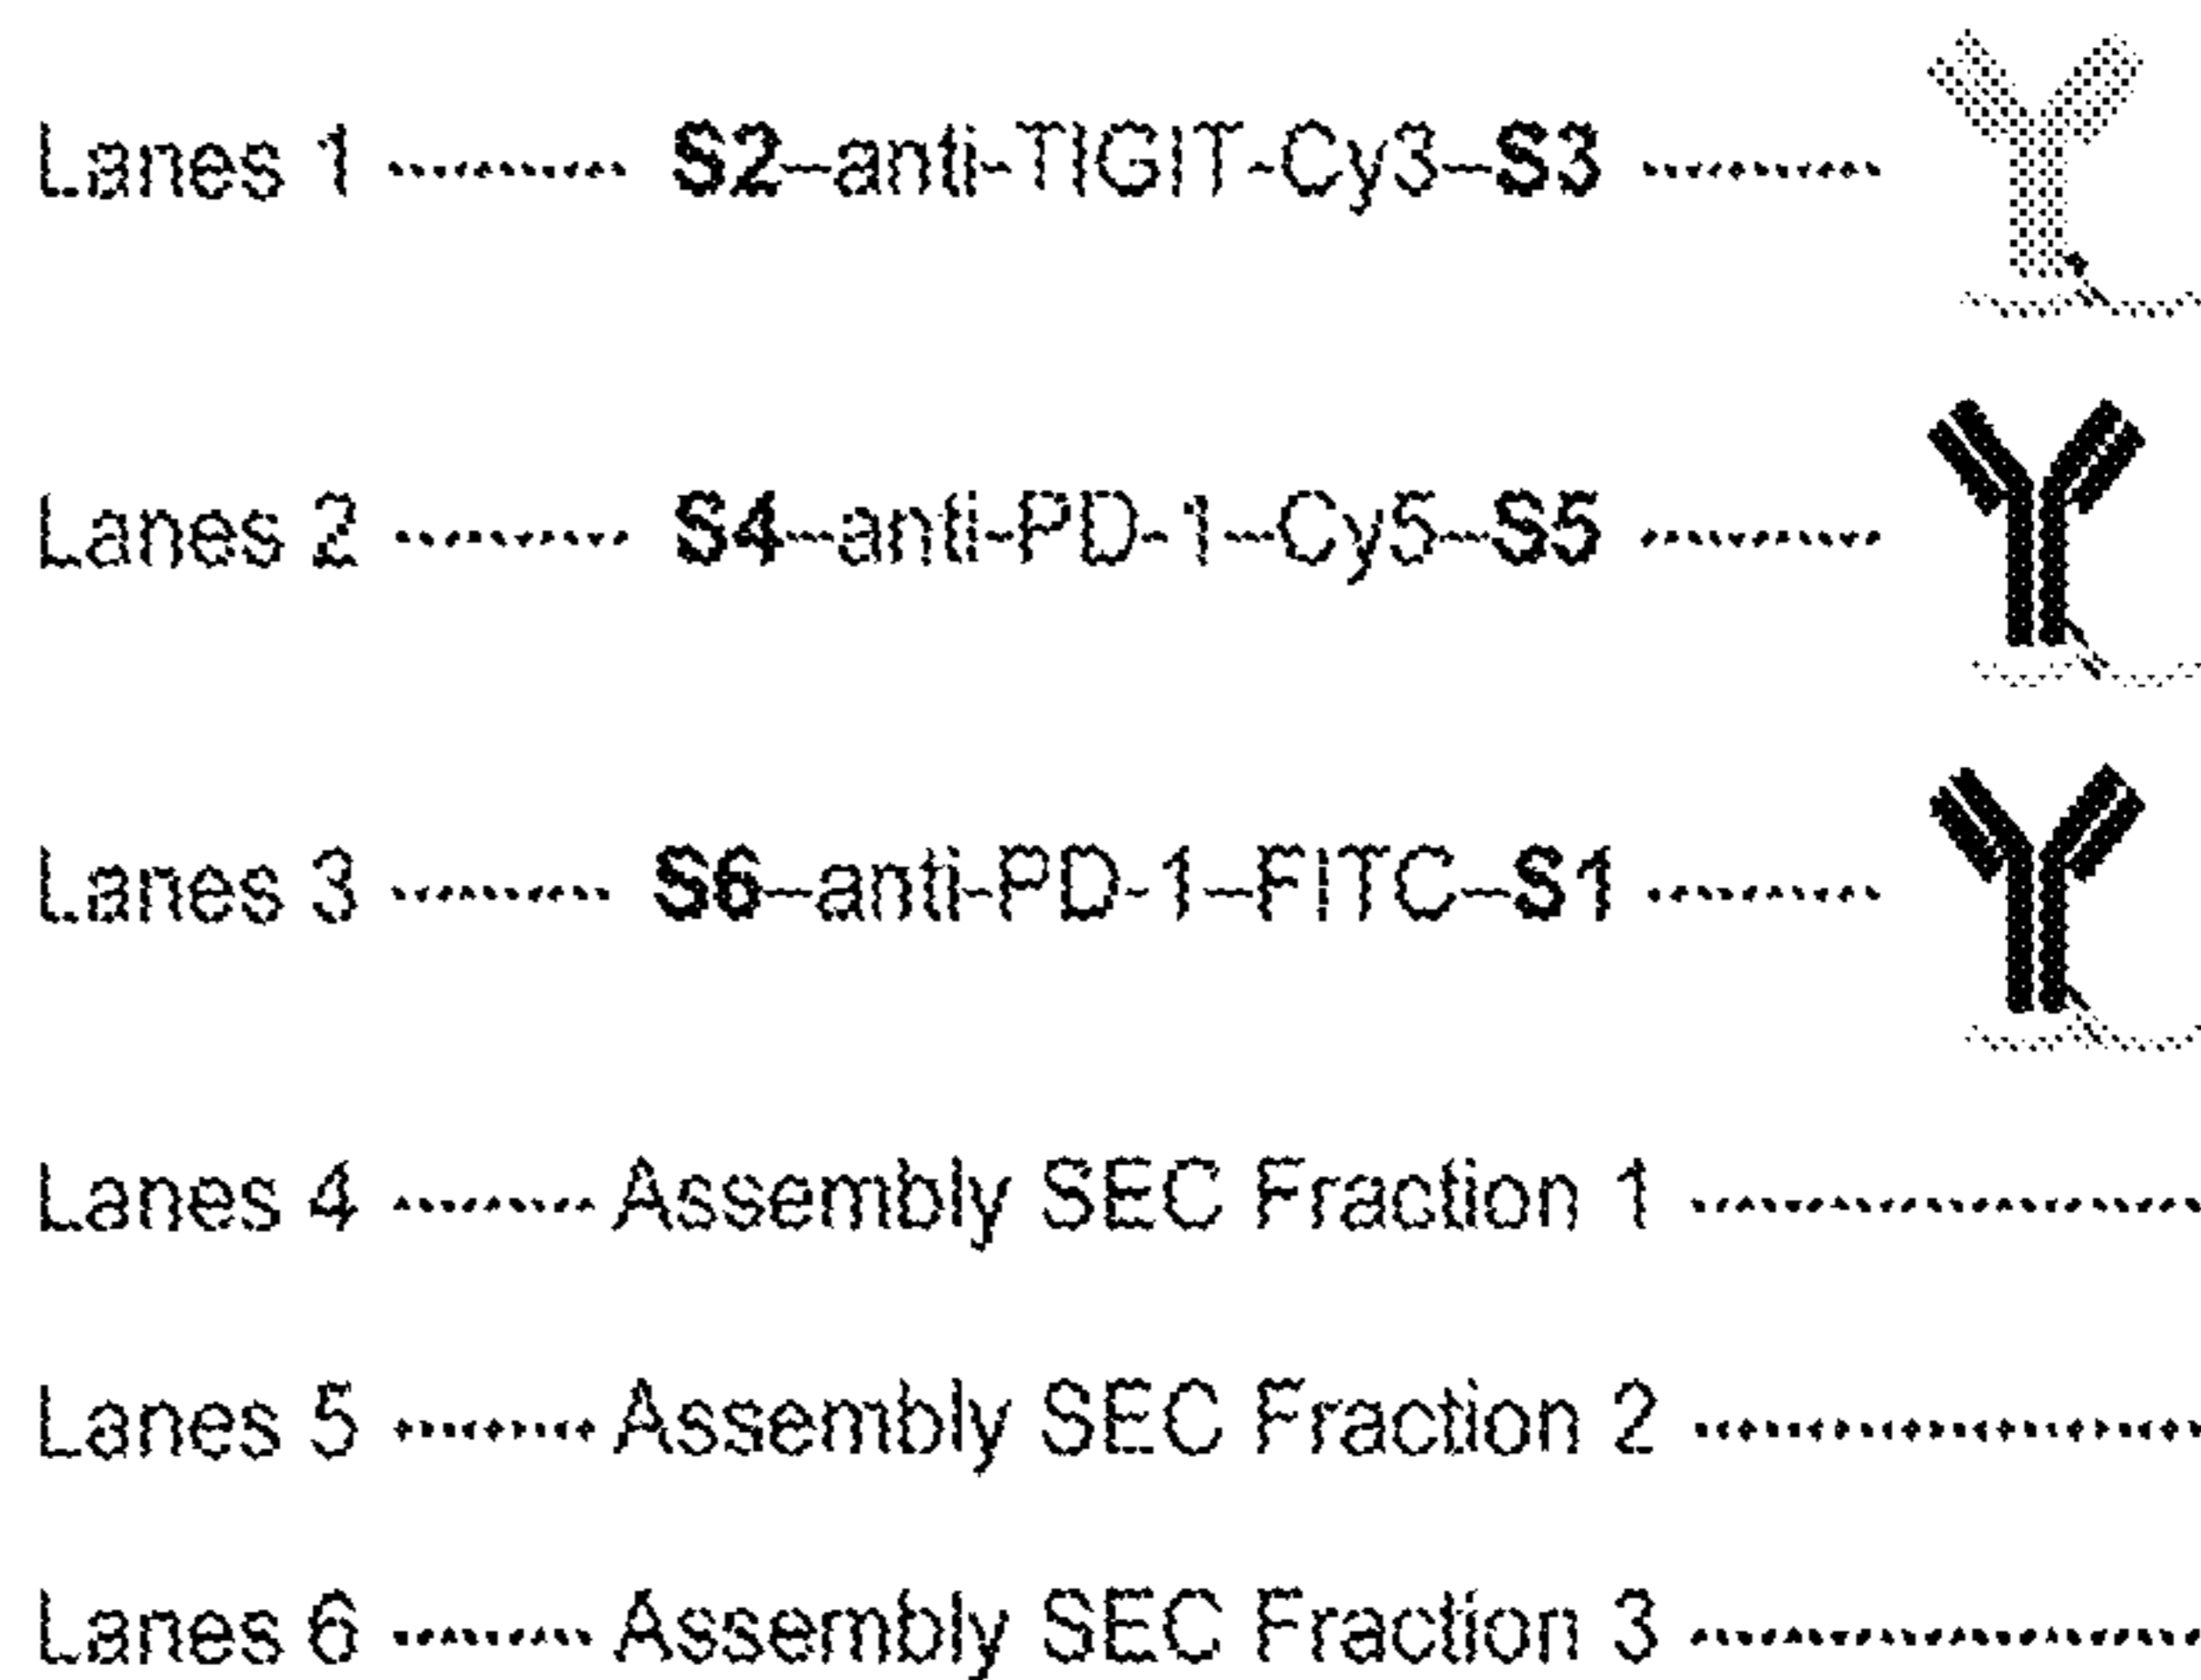 Lanes 1 ............ S2–anti-TIGIT-Cy3–S3 ............
Lanes 2 ............ S4–anti-PD-1–Cy5–S5 ............
Lanes 3 ............ S6–anti-PD-1–FITC–S1 ............
Lanes 4 ............ Assembly SEC Fraction 1 ............
Lanes 5 ............ Assembly SEC Fraction 2 ............
Lanes 6 ............ Assembly SEC Fraction 3 ............